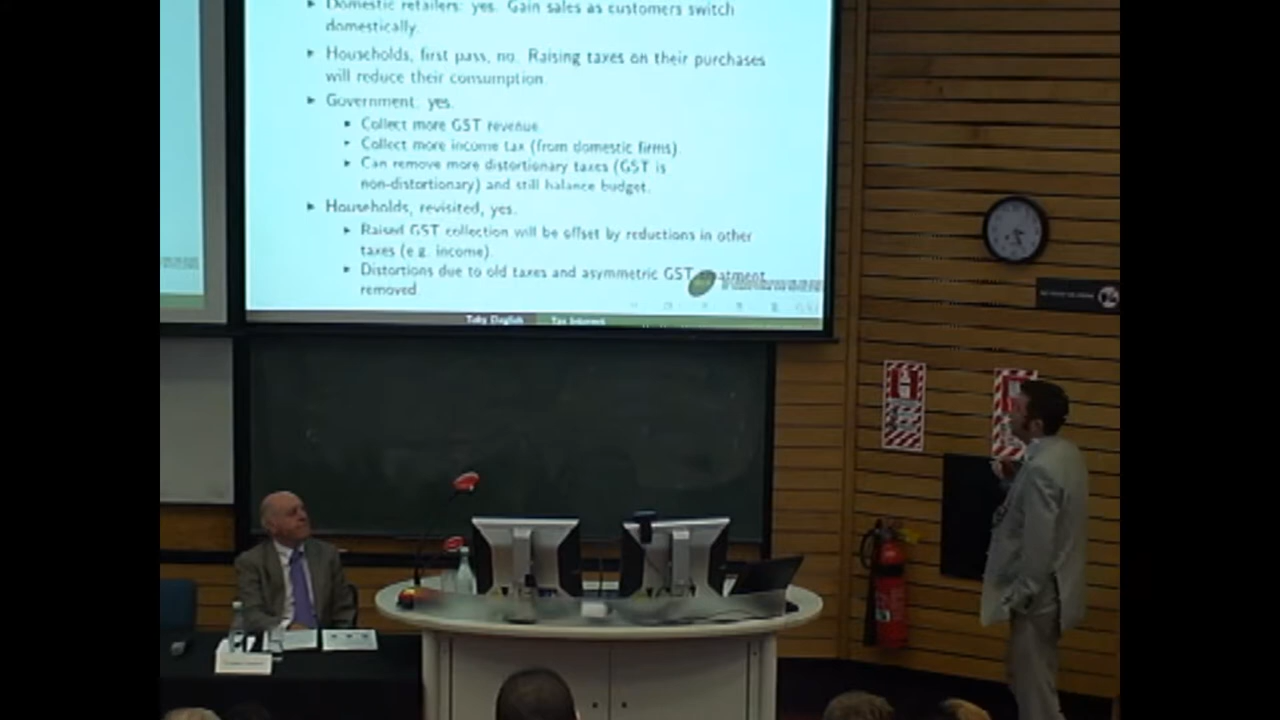 Domestic retailers: yes. Gain sales as customers switch
domestically.
Households, first pass, no. Raising taxes on their purchases
will reduce their consumption.
Government: yes.
Collect more GST revenue.
Collect more income tax (from domestic firms).
Can remove more distortionary taxes (GST is
non-distortionary) and still balance budget.
Households, revisited, yes.
Raised GST collection will be offset by reductions in other
taxes (e.g. income).
Distortions due to old taxes and asymmetric GST treatment
removed.
Toby Daglish Tax Internet